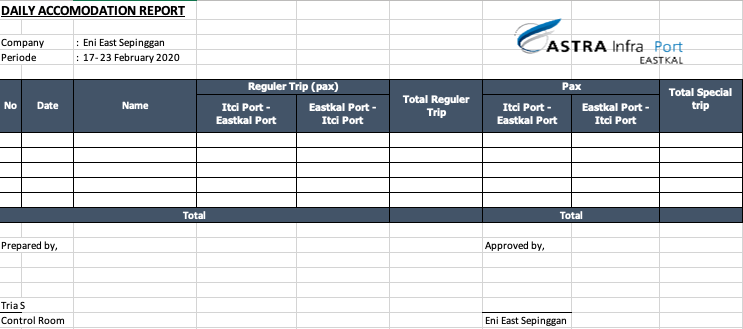 DAILY ACCOMODATION REPORT
Company : Eni East Sepinggan
Periode : 17-23 February 2020
ASTRA Infra Port
EASTKAL
No Date Name Reguler Trip (pax) Total Reguler Trip Pax Total Special trip
Itci Port - Eastkal Port Eastkal Port - Itci Port Itci Port - Eastkal Port Eastkal Port - Itci Port
Total Total
Prepared by, Approved by,
Tria S
Control Room Eni East Sepinggan